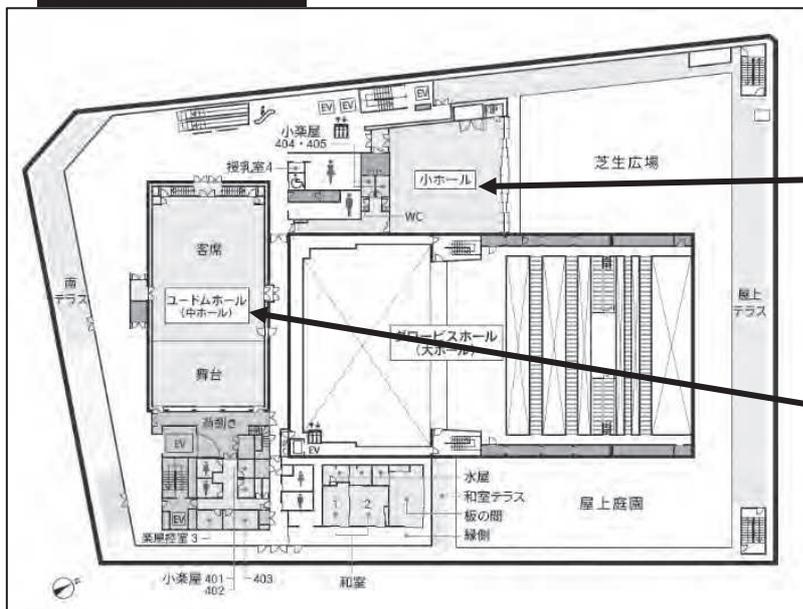 EV
EV
EV
小楽屋
404・405
授乳室4
小ホール
芝生広場
WC
客席
南
テラス
ユードムホール
(中ホール)
グロービスホール
(大ホール)
屋上
テラス
舞台
荷捌き
EV
EV
水屋
和室テラス
1
2
板の間
屋上庭園
縁側
EV
楽屋控室3
小楽屋 401
402
403
和室